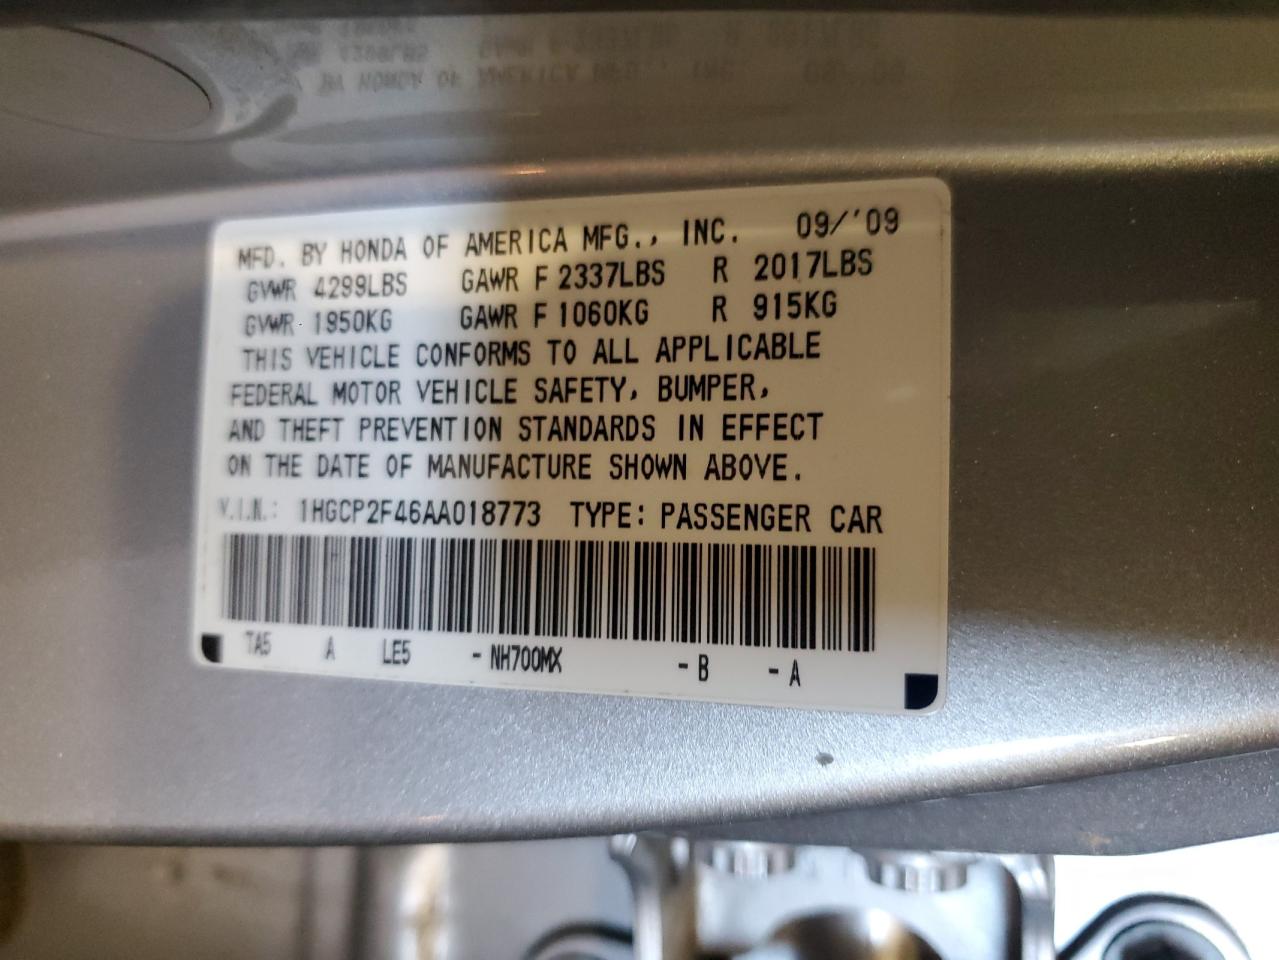 MFD. BY HONDA OF AMERICA MFG., INC. 09/'09
GVWR 4299LBS GAWR F 2337LBS R 2017LBS
GVWR 1950KG GAWR F 1060KG R 915KG
THIS VEHICLE CONFORMS TO ALL APPLICABLE
FEDERAL MOTOR VEHICLE SAFETY, BUMPER,
AND THEFT PREVENTION STANDARDS IN EFFECT
ON THE DATE OF MANUFACTURE SHOWN ABOVE.
V.I.N.: 1HGCP2F46AA018773 TYPE: PASSENGER CAR
TA5 A LE5 -NH700MX -B -A